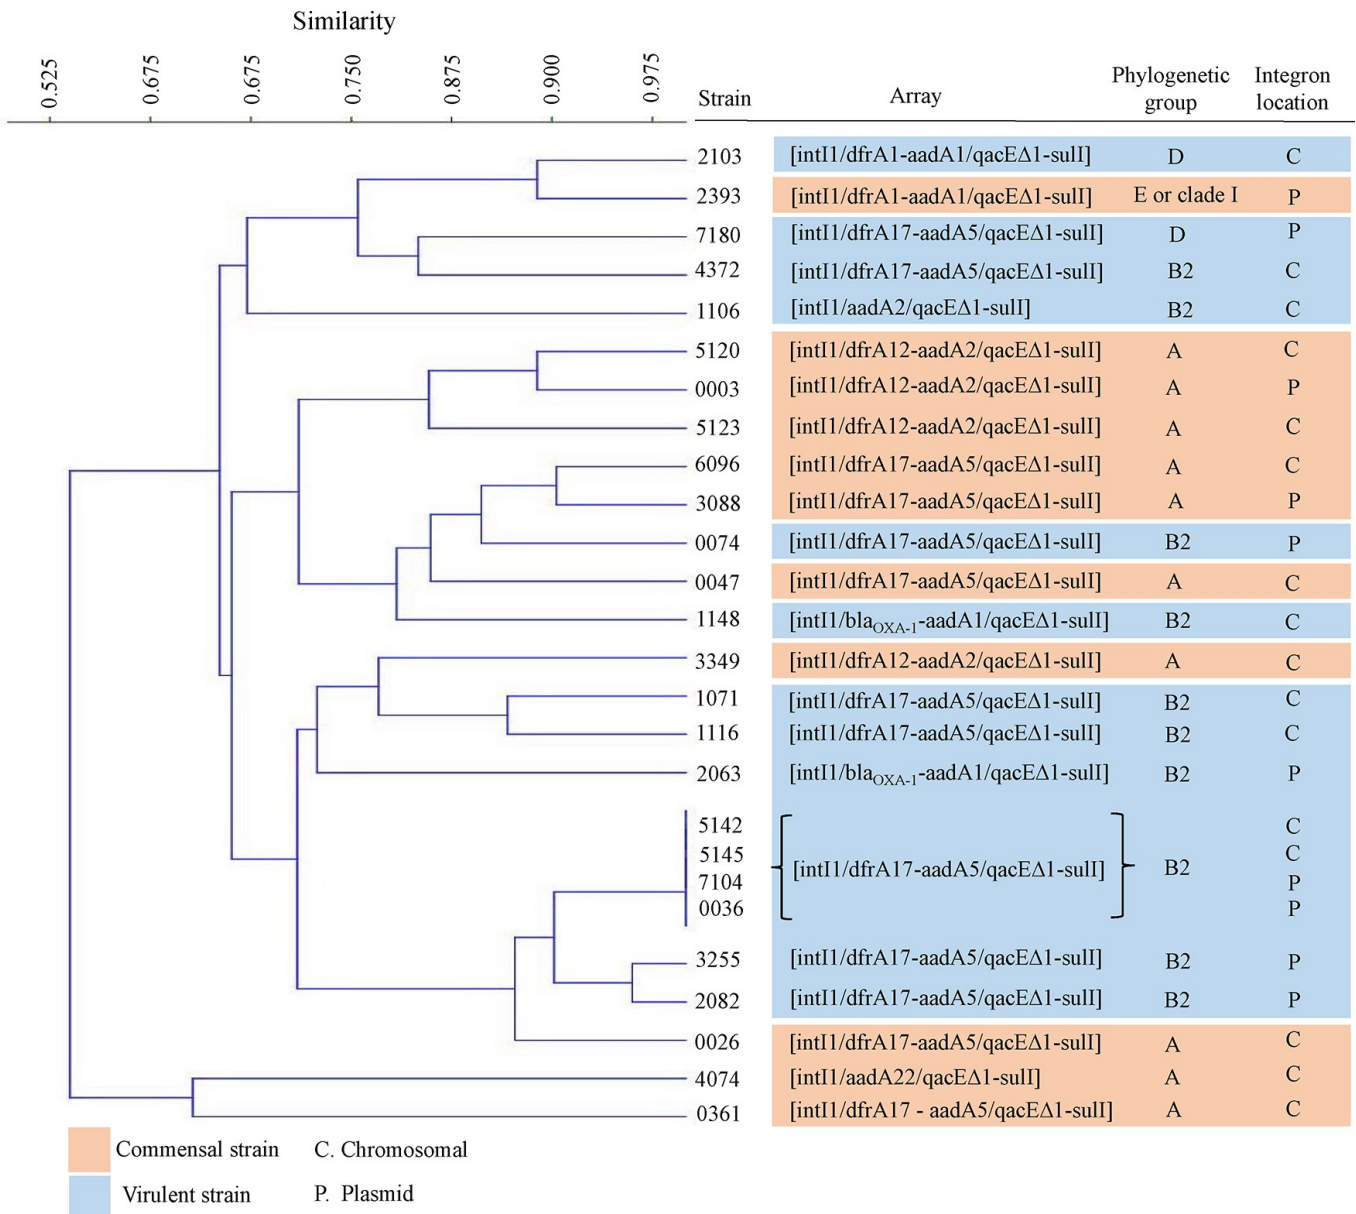 Similarity
0.525 0.675 0.675 0.750 0.875 0.900 0.975
Strain Array Phylogenetic group Integron location
2103 [intI1/dfrA1-aadA1/qacEΔ1-sulI] D C
2393 [intI1/dfrA1-aadA1/qacEΔ1-sulI] E or clade I P
7180 [intI1/dfrA17-aadA5/qacEΔ1-sulI] D P
4372 [intI1/dfrA17-aadA5/qacEΔ1-sulI] B2 C
1106 [intI1/aadA2/qacEΔ1-sulI] B2 C
5120 [intI1/dfrA12-aadA2/qacEΔ1-sulI] A C
0003 [intI1/dfrA12-aadA2/qacEΔ1-sulI] A P
5123 [intI1/dfrA12-aadA2/qacEΔ1-sulI] A C
6096 [intI1/dfrA17-aadA5/qacEΔ1-sulI] A C
3088 [intI1/dfrA17-aadA5/qacEΔ1-sulI] A P
0074 [intI1/dfrA17-aadA5/qacEΔ1-sulI] B2 P
0047 [intI1/dfrA17-aadA5/qacEΔ1-sulI] A C
1148 [intI1/blaOXA-1-aadA1/qacEΔ1-sulI] B2 C
3349 [intI1/dfrA12-aadA2/qacEΔ1-sulI] A C
1071 [intI1/dfrA17-aadA5/qacEΔ1-sulI] B2 C
1116 [intI1/dfrA17-aadA5/qacEΔ1-sulI] B2 C
2063 [intI1/blaOXA-1-aadA1/qacEΔ1-sulI] B2 P
5142 C
5145 C
[intI1/dfrA17-aadA5/qacEΔ1-sulI] B2
7104 P
0036 P
3255 [intI1/dfrA17-aadA5/qacEΔ1-sulI] B2 P
2082 [intI1/dfrA17-aadA5/qacEΔ1-sulI] B2 P
0026 [intI1/dfrA17-aadA5/qacEΔ1-sulI] A C
4074 [intI1/aadA22/qacEΔ1-sulI] A C
0361 [intI1/dfrA17 - aadA5/qacEΔ1-sulI] A C
Commensal strain C. Chromosomal
Virulent strain P. Plasmid